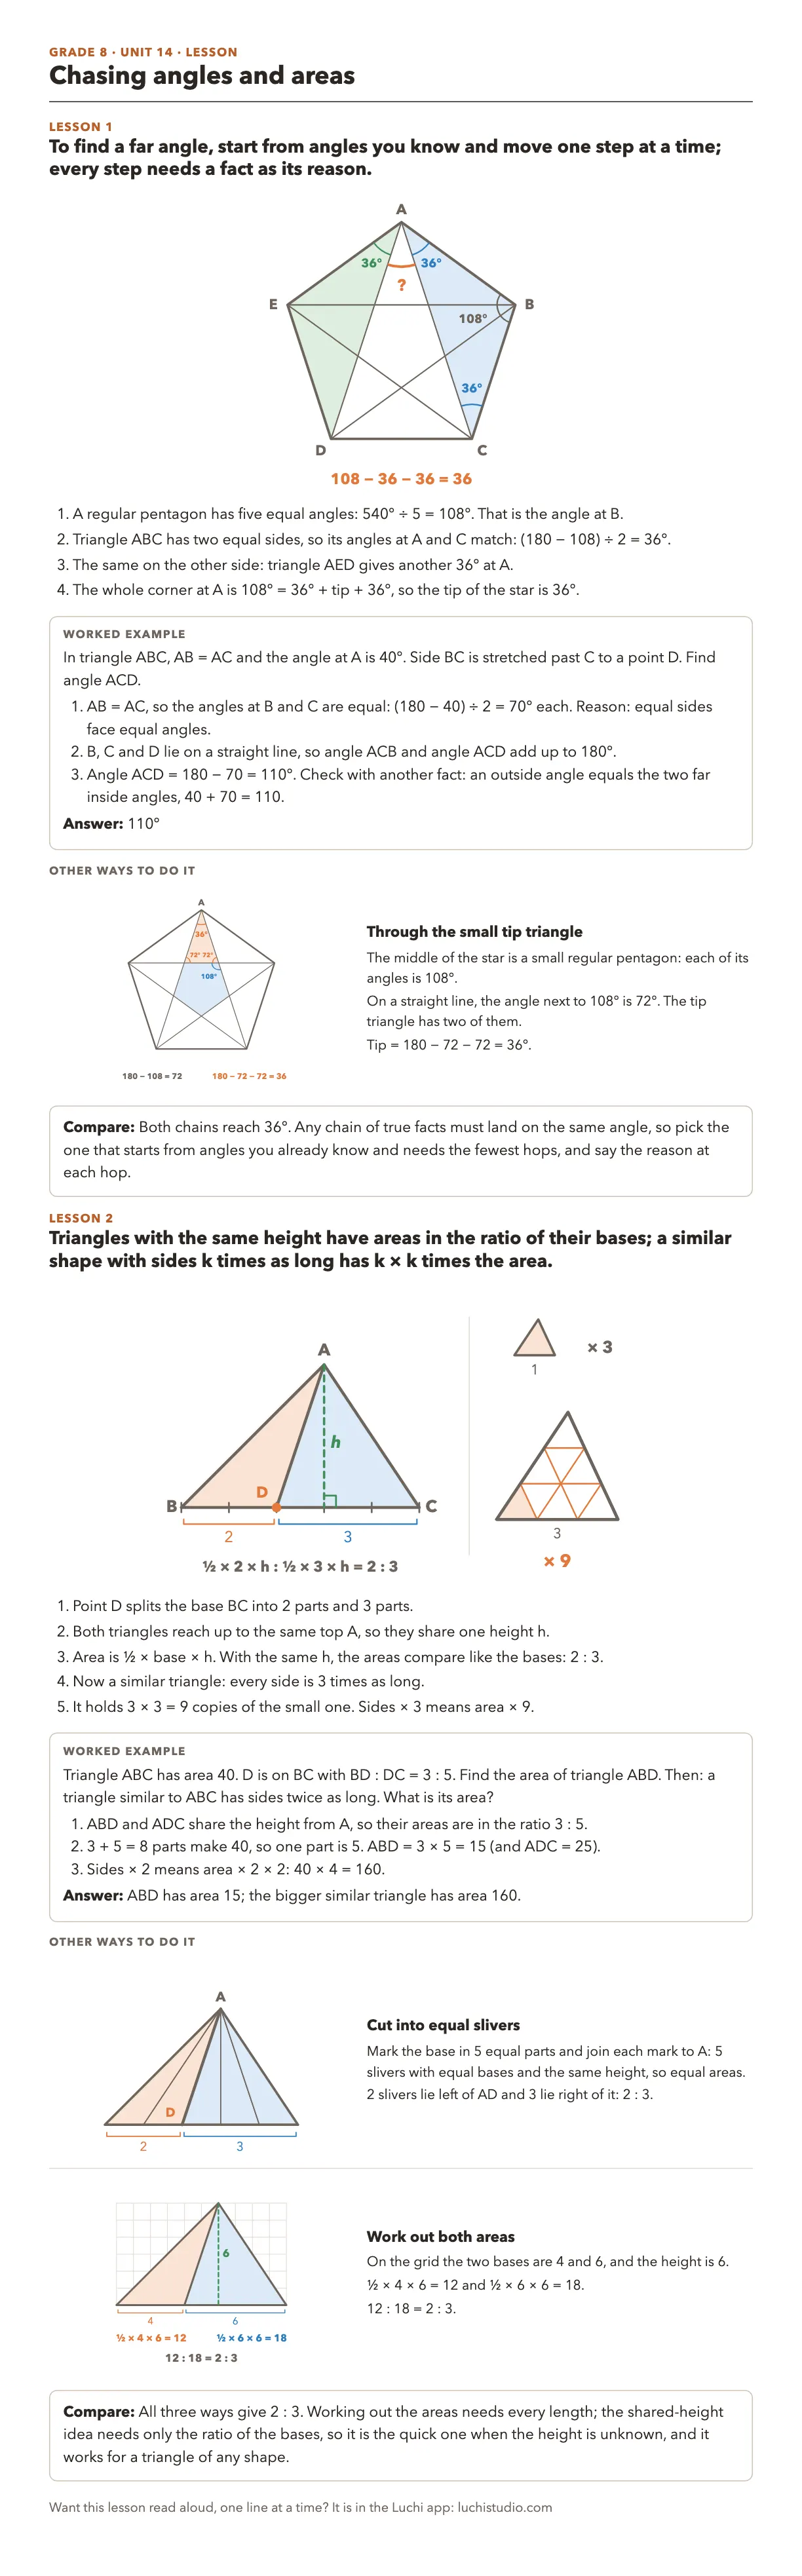 GRADE 8 · UNIT 14 · LESSON
Chasing angles and areas
LESSON 1
To find a far angle, start from angles you know and move one step at a time;
every step needs a fact as its reason.
A
36°
36°
?
E
B
108°
36°
D
C
108 − 36 − 36 = 36
1. A regular pentagon has five equal angles: 540° ÷ 5 = 108°. That is the angle at B.
2. Triangle ABC has two equal sides, so its angles at A and C match: (180 − 108) ÷ 2 = 36°.
3. The same on the other side: triangle AED gives another 36° at A.
4. The whole corner at A is 108° = 36° + tip + 36°, so the tip of the star is 36°.
WORKED EXAMPLE
In triangle ABC, AB = AC and the angle at A is 40°. Side BC is stretched past C to a point D. Find
angle ACD.
1. AB = AC, so the angles at B and C are equal: (180 − 40) ÷ 2 = 70° each. Reason: equal sides
face equal angles.
2. B, C and D lie on a straight line, so angle ACB and angle ACD add up to 180°.
3. Angle ACD = 180 − 70 = 110°. Check with another fact: an outside angle equals the two far
inside angles, 40 + 70 = 110.
Answer: 110°
OTHER WAYS TO DO IT
A
36°
72° 72°
108°
180 − 108 = 72
180 − 72 − 72 = 36
Through the small tip triangle
The middle of the star is a small regular pentagon: each of its
angles is 108°.
On a straight line, the angle next to 108° is 72°. The tip
triangle has two of them.
Tip = 180 − 72 − 72 = 36°.
Compare: Both chains reach 36°. Any chain of true facts must land on the same angle, so pick the
one that starts from angles you already know and needs the fewest hops, and say the reason at
each hop.
LESSON 2
Triangles with the same height have areas in the ratio of their bases; a similar
shape with sides k times as long has k × k times the area.
A
h
D
B
C
2
3
½ × 2 × h : ½ × 3 × h = 2 : 3
× 3
1
3
× 9
1. Point D splits the base BC into 2 parts and 3 parts.
2. Both triangles reach up to the same top A, so they share one height h.
3. Area is ½ × base × h. With the same h, the areas compare like the bases: 2 : 3.
4. Now a similar triangle: every side is 3 times as long.
5. It holds 3 × 3 = 9 copies of the small one. Sides × 3 means area × 9.
WORKED EXAMPLE
Triangle ABC has area 40. D is on BC with BD : DC = 3 : 5. Find the area of triangle ABD. Then: a
triangle similar to ABC has sides twice as long. What is its area?
1. ABD and ADC share the height from A, so their areas are in the ratio 3 : 5.
2. 3 + 5 = 8 parts make 40, so one part is 5. ABD = 3 × 5 = 15 (and ADC = 25).
3. Sides × 2 means area × 2 × 2: 40 × 4 = 160.
Answer: ABD has area 15; the bigger similar triangle has area 160.
OTHER WAYS TO DO IT
A
D
2
3
Cut into equal slivers
Mark the base in 5 equal parts and join each mark to A: 5
slivers with equal bases and the same height, so equal areas.
2 slivers lie left of AD and 3 lie right of it: 2 : 3.
6
4
6
½ × 4 × 6 = 12
½ × 6 × 6 = 18
12 : 18 = 2 : 3
Work out both areas
On the grid the two bases are 4 and 6, and the height is 6.
½ × 4 × 6 = 12 and ½ × 6 × 6 = 18.
12 : 18 = 2 : 3.
Compare: All three ways give 2 : 3. Working out the areas needs every length; the shared-height
idea needs only the ratio of the bases, so it is the quick one when the height is unknown, and it
works for a triangle of any shape.
Want this lesson read aloud, one line at a time? It is in the Luchi app: luchistudio.com